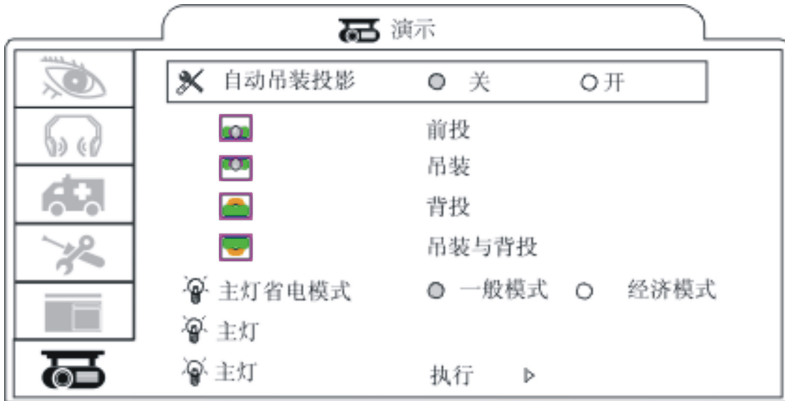 演示
自动吊装投影 关 开
前投
吊装
背投
吊装与背投
主灯省电模式 一般模式 经济模式
主灯
主灯 执行